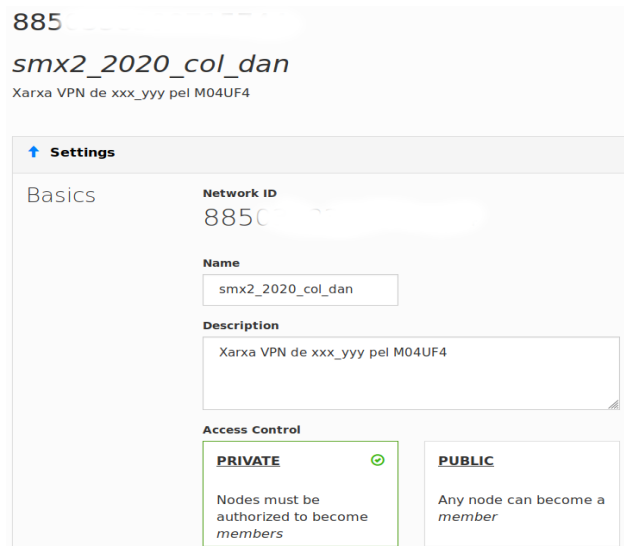 885
smx2_2020_col_dan
Xarxa VPN de xxx_yyy pel M04UF4
Settings
Basics
Network ID
885
Name
smx2_2020_col_dan
Description
Xarxa VPN de xxx_yyy pel M04UF4
Access Control
PRIVATE
Nodes must be
authorized to become
members
PUBLIC
Any node can become a
member